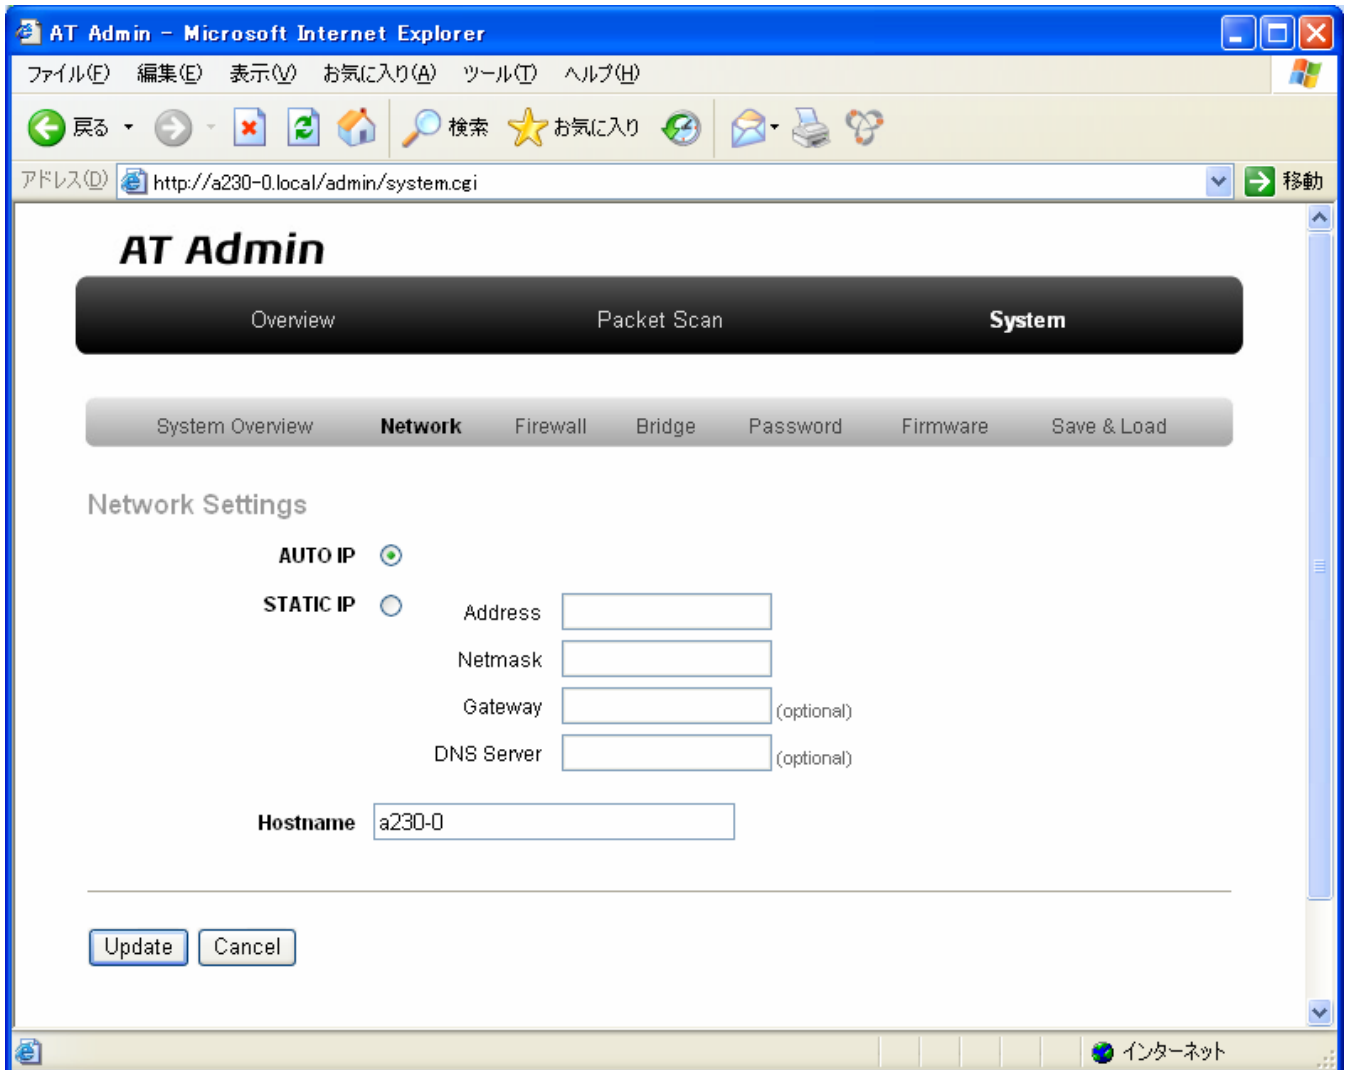 AT Admin - Microsoft Internet Explorer
ファイル(F) 編集(E) 表示(V) お気に入り(A) ツール(T) ヘルプ(H)
戻る 検索 お気に入り
アドレス(D) http://a230-0.local/admin/system.cgi 移動
AT Admin
Overview Packet Scan System
System Overview Network Firewall Bridge Password Firmware Save & Load
Network Settings
AUTO IP
STATIC IP Address
Netmask
Gateway (optional)
DNS Server (optional)
Hostname a230-0
Update Cancel
インターネット